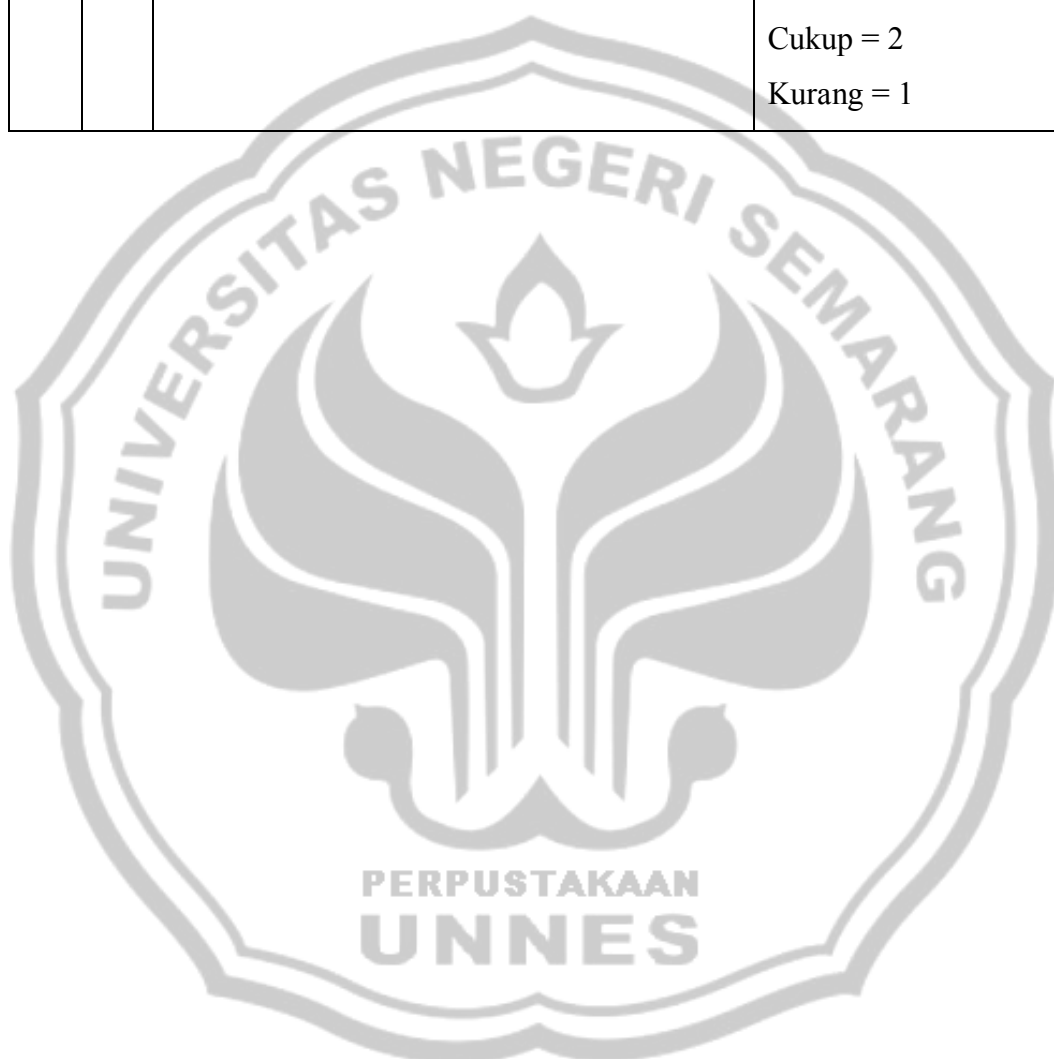 Cukup = 2
Kurang = 1
UNIVERSITAS NEGERI SEMARANG
PERPUSTAKAAN
UNNES